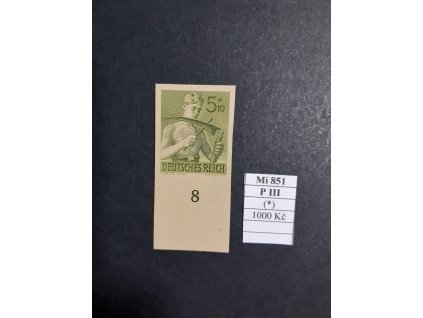 5+10
DEUTSCHES REICH
8
Mi 851
P III
(*)
1000 Kč